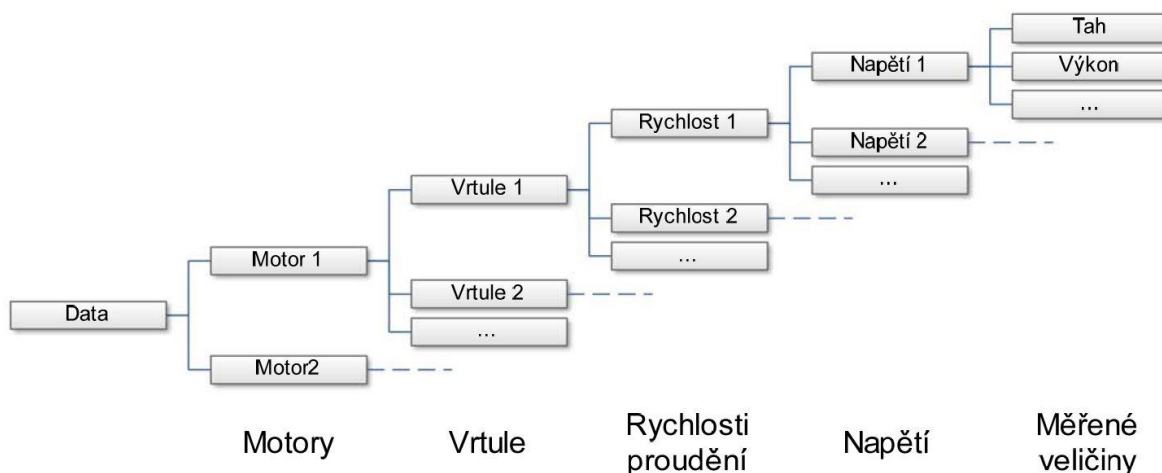 Tah
Napětí 1
Výkon
...
Rychlost 1
Napětí 2
...
Vrtule 1
Rychlost 2
...
Motor 1
Vrtule 2
...
Data
Motor2
Motory
Vrtule
Rychlosti
proudění
Napětí
Měřené
veličiny